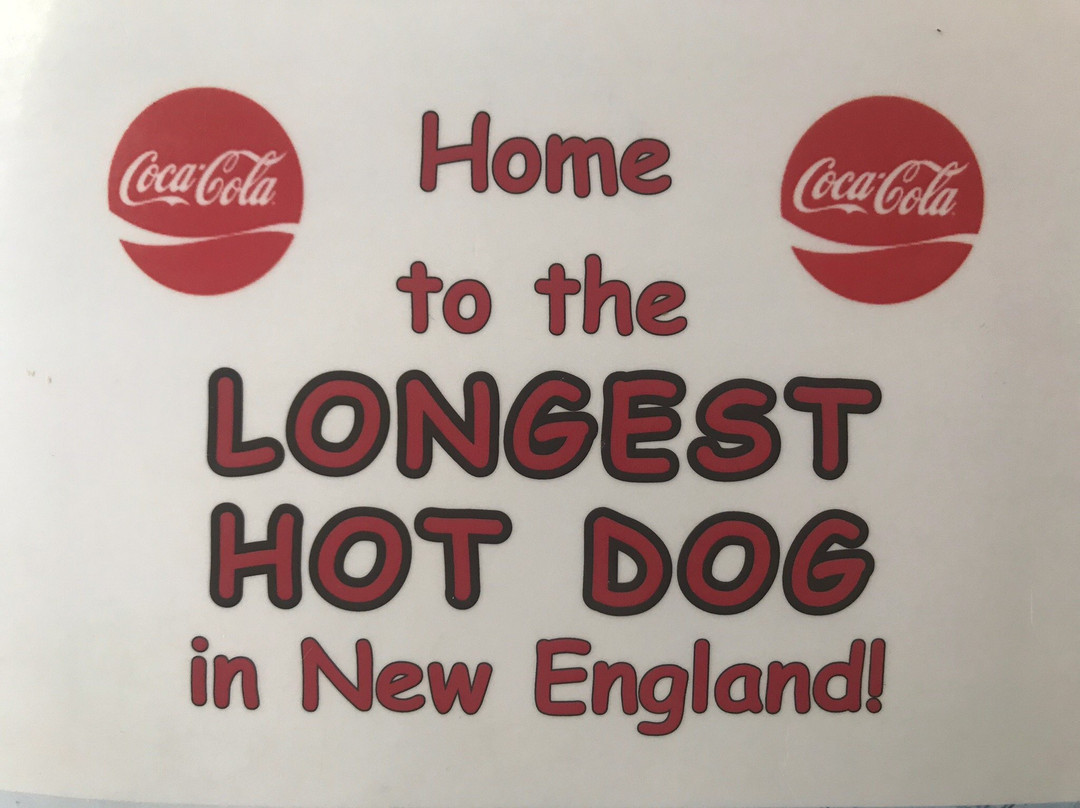 Coca-Cola
Home
Coca-Cola
to the
LONGEST
HOT DOG
in New England!